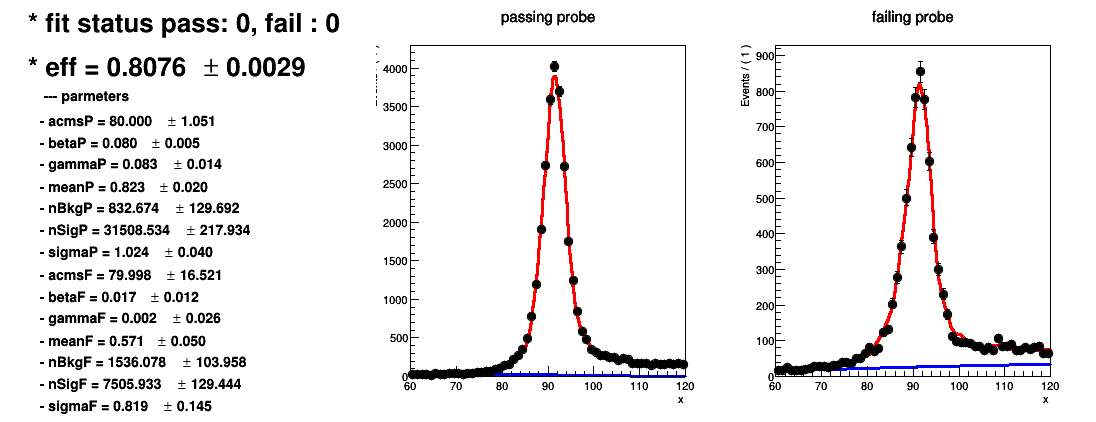 * fit status pass: 0, fail : 0
* eff = 0.8076 ± 0.0029
--- parmeters
- acmsP = 80.000 ± 1.051
- betaP = 0.080 ± 0.005
- gammaP = 0.083 ± 0.014
- meanP = 0.823 ± 0.020
- nBkgP = 832.674 ± 129.692
- nSigP = 31508.534 ± 217.934
- sigmaP = 1.024 ± 0.040
- acmsF = 79.998 ± 16.521
- betaF = 0.017 ± 0.012
- gammaF = 0.002 ± 0.026
- meanF = 0.571 ± 0.050
- nBkgF = 1536.078 ± 103.958
- nSigF = 7505.933 ± 129.444
- sigmaF = 0.819 ± 0.145
passing probe
4000
3500
3000
2500
2000
1500
1000
500
0
60 70 80 90 100 110 120
x
failing probe
Events / ( 1 )
900
800
700
600
500
400
300
200
100
0
60 70 80 90 100 110 120
x